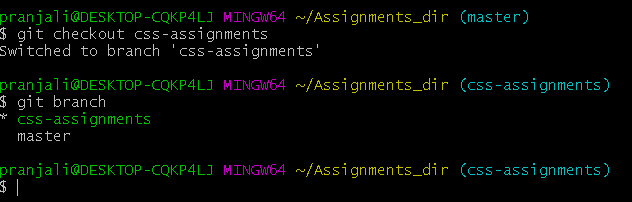 pranjali@DESKTOP-CQKP4LJ MINGW64 ~/Assignments_dir (master)
$ git checkout css-assignments
Switched to branch 'css-assignments'
pranjali@DESKTOP-CQKP4LJ MINGW64 ~/Assignments_dir (css-assignments)
$ git branch
* css-assignments
  master
pranjali@DESKTOP-CQKP4LJ MINGW64 ~/Assignments_dir (css-assignments)
$